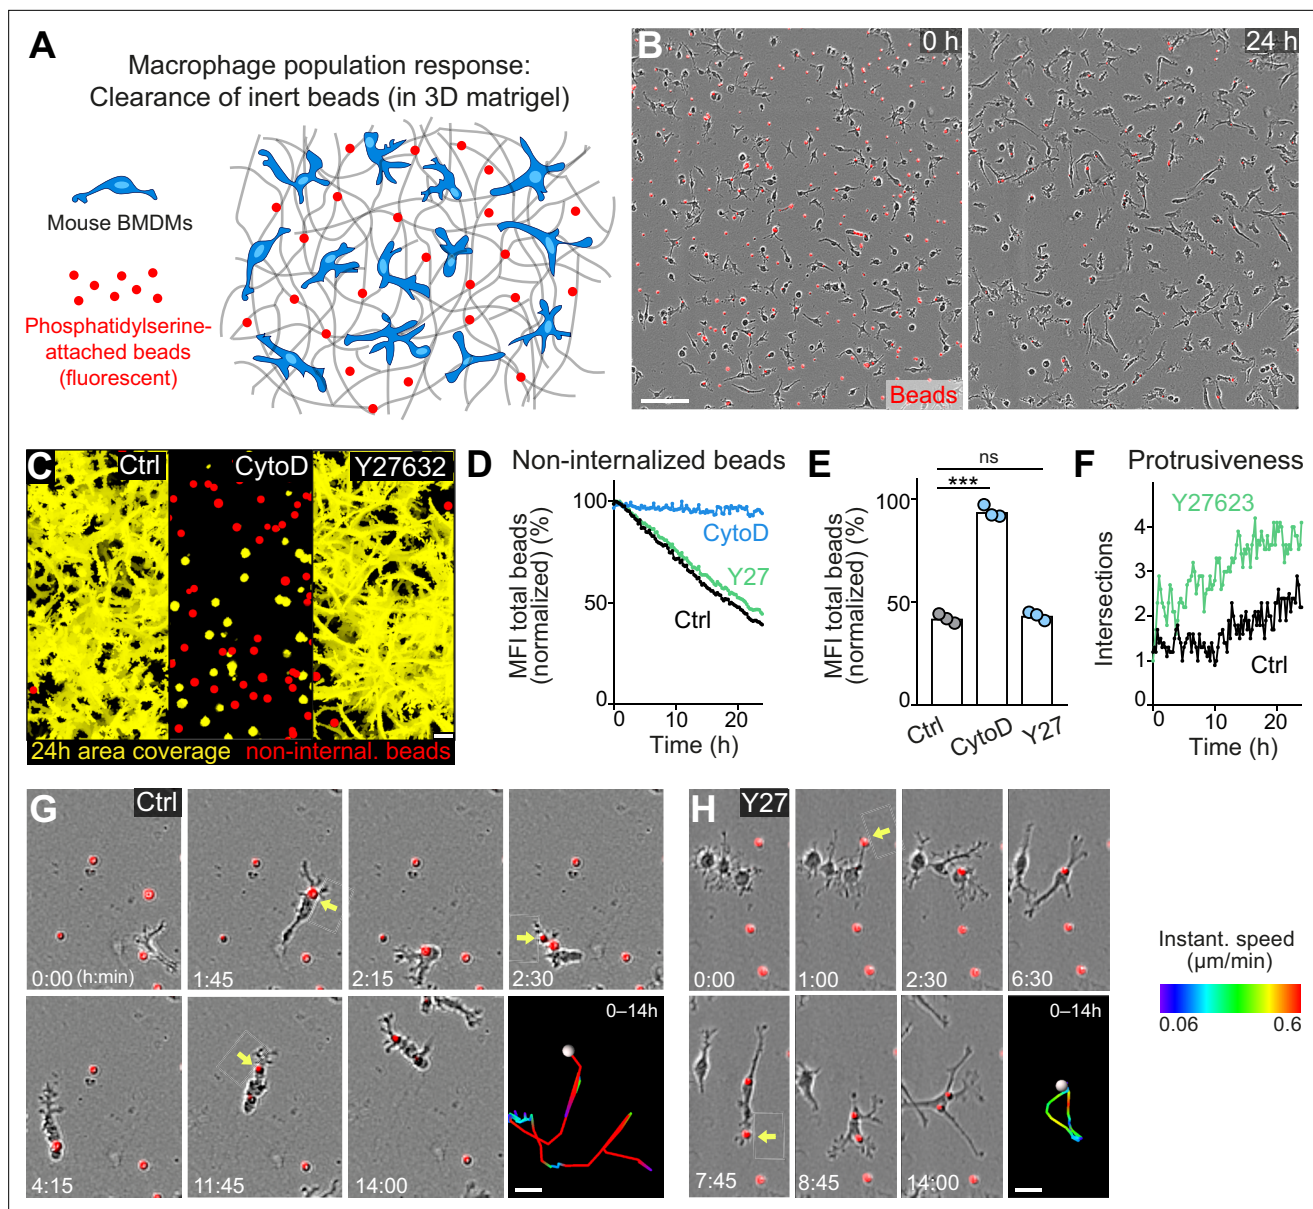 A
Macrophage population response:
Clearance of inert beads (in 3D matrigel)
Mouse BMDMs
Phosphatidylserine-
attached beads
(fluorescent)
B
0 h
24 h
Beads
C
Ctrl
CytoD
Y27632
24h area coverage
non-internal. beads
D
Non-internalized beads
MFI total beads
(normalized) (%)
100
50
0
CytoD
Y27
Ctrl
0
10
20
Time (h)
E
MFI total beads
(normalized) (%)
100
50
0
ns
***
Ctrl
CytoD
Y27
F
Protrusiveness
Y27623
Intersections
4
3
2
1
Ctrl
0
10
20
Time (h)
G
Ctrl
0:00 (h:min)
1:45
2:15
2:30
4:15
11:45
14:00
0–14h
H
Y27
0:00
1:00
2:30
6:30
7:45
8:45
14:00
0–14h
Instant. speed
(µm/min)
0.06
0.6